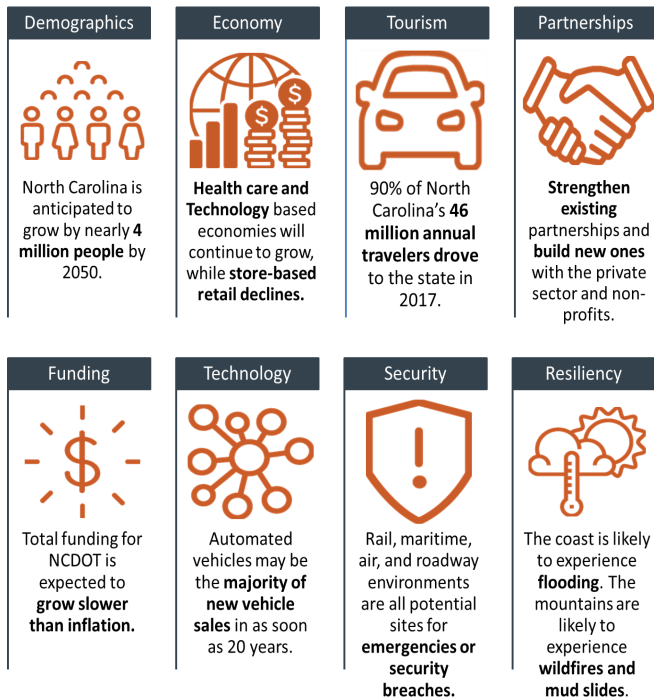 Demographics
North Carolina is
anticipated to
grow by nearly 4
million people by
2050.
Economy
$
$
Health care and
Technology based
economies will
continue to grow,
while store-based
retail declines.
Tourism
90% of North
Carolina's 46
million annual
travelers drove
to the state in
2017.
Partnerships
Strengthen
existing
partnerships and
build new ones
with the private
sector and non-
profits.
Funding
$
Total funding for
NCDOT is
expected to
grow slower
than inflation.
Technology
Automated
vehicles may be
the majority of
new vehicle
sales in as soon
as 20 years.
Security
!
Rail, maritime,
air, and roadway
environments
are all potential
sites for
emergencies or
security
breaches.
Resiliency
The coast is likely
to experience
flooding. The
mountains are
likely to
experience
wildfires and
mud slides.